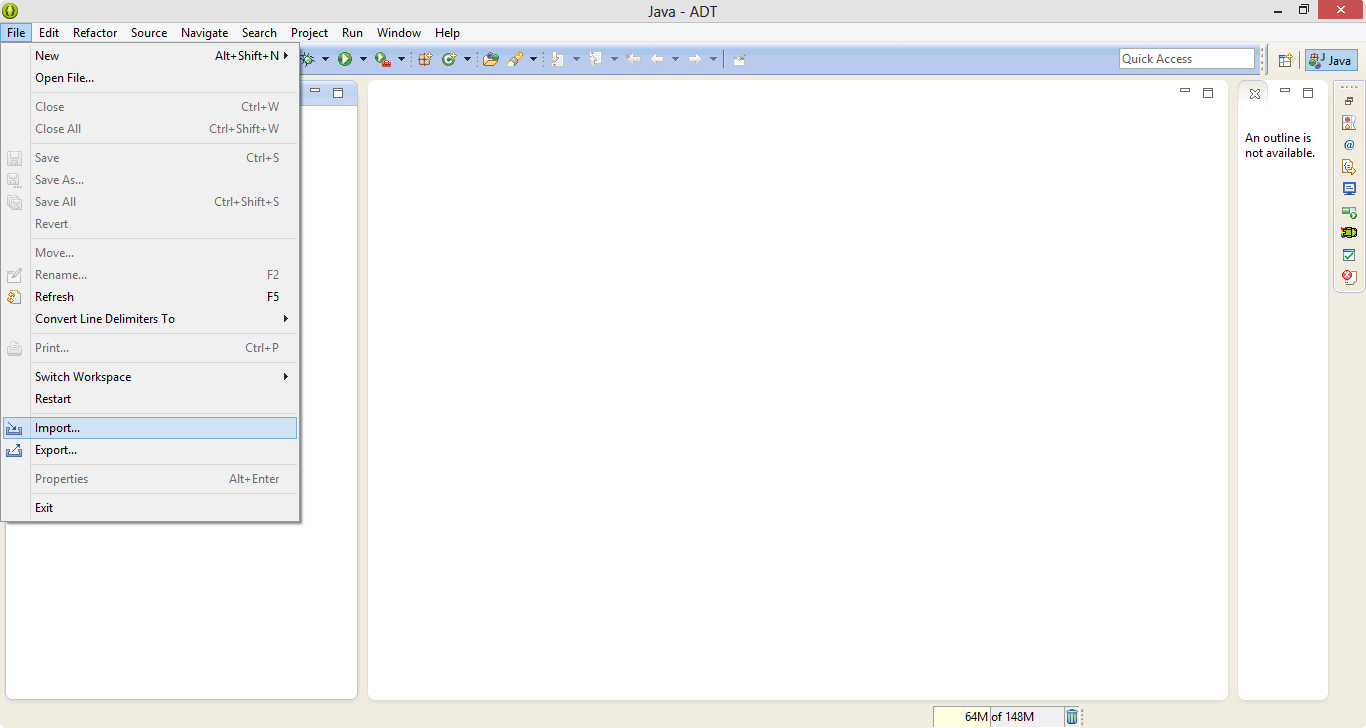 Java - ADT
File Edit Refactor Source Navigate Search Project Run Window Help
New Alt+Shift+N
Open File...
Close Ctrl+W
Close All Ctrl+Shift+W
Save Ctrl+S
Save As...
Save All Ctrl+Shift+S
Revert
Move...
Rename... F2
Refresh F5
Convert Line Delimiters To
Print... Ctrl+P
Switch Workspace
Restart
Import...
Export...
Properties Alt+Enter
Exit
Quick Access
Java
An outline is
not available.
64M of 148M